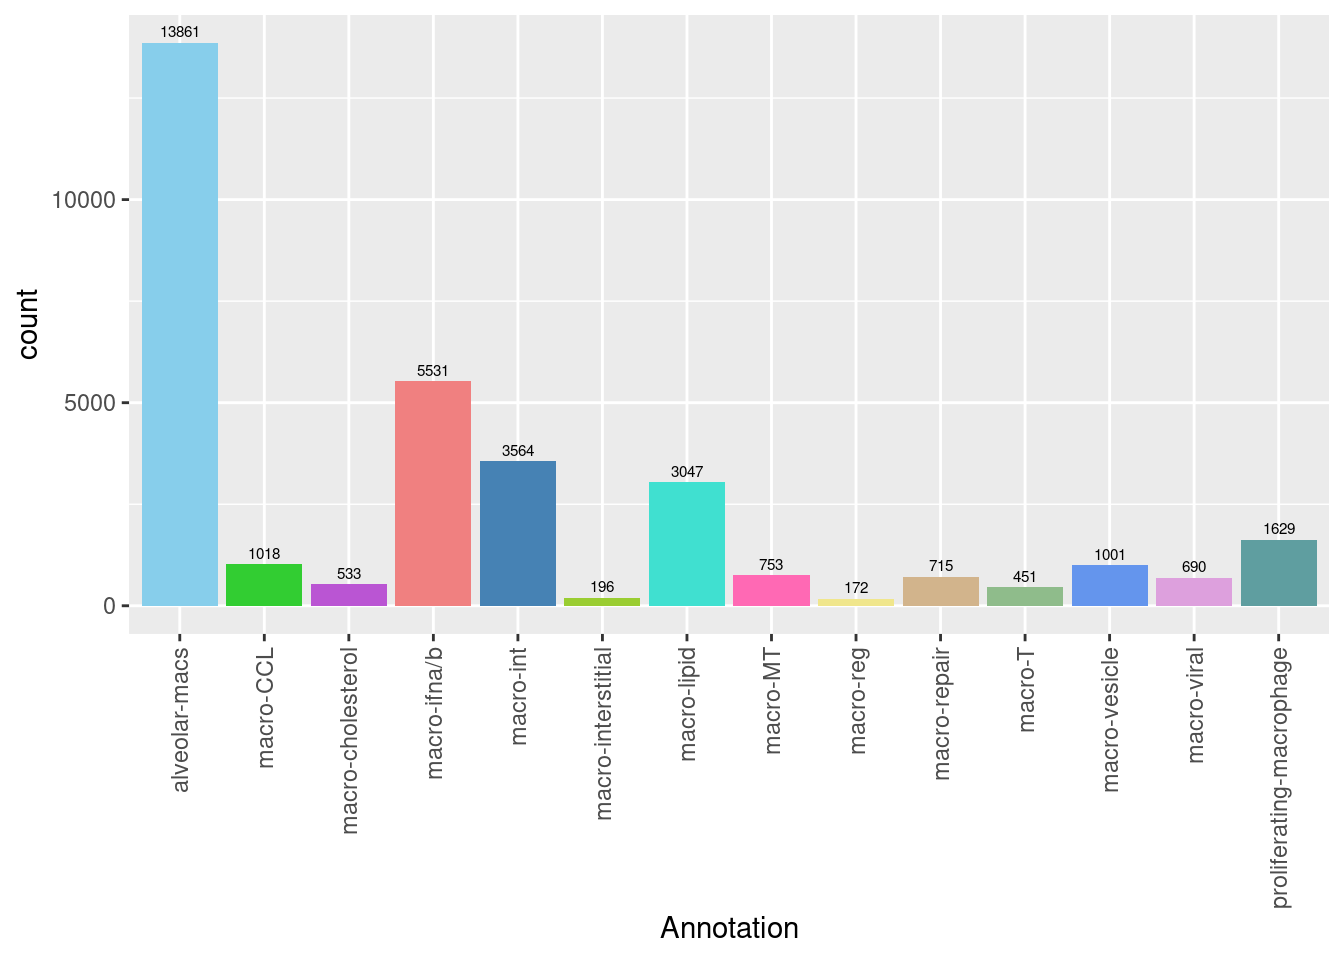 13861
1018
533
5531
3564
196
3047
753
172
715
451
1001
690
1629
10000
5000
0
count
alveolar-macs
macro-CCL
macro-cholesterol
macro-ifna/b
macro-int
macro-interstitial
macro-lipid
macro-MT
macro-reg
macro-repair
macro-T
macro-vesicle
macro-viral
proliferating-macrophage
Annotation